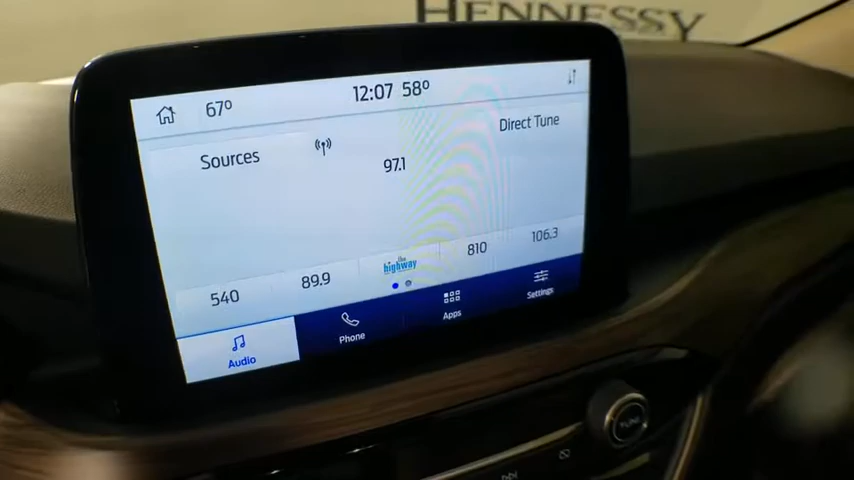 HENNESSY
67°
12:07 58°
Sources
97.1
Direct Tune
540
89.9
the highway
810
106.3
Audio
Phone
Apps
Settings
TUNE